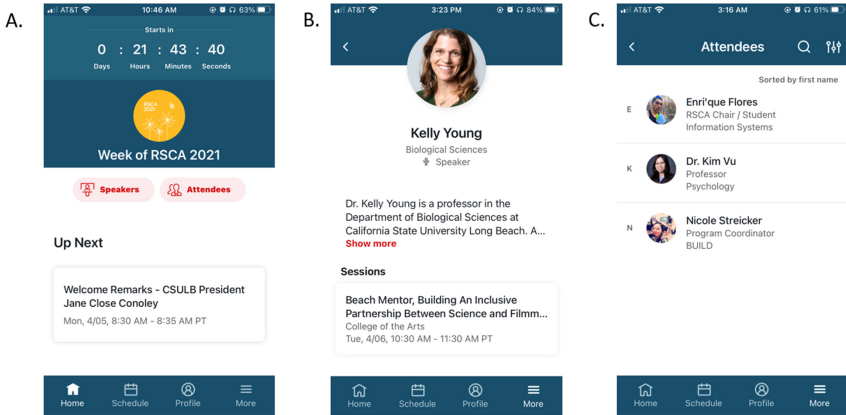 A.
AT&T 10:46 AM 63%
Starts in
0 : 21 : 43 : 40
Days Hours Minutes Seconds
RSCA
2021
Week of RSCA 2021
Speakers Attendees
Up Next
Welcome Remarks - CSULB President
Jane Close Conoley
Mon, 4/05, 8:30 AM - 8:35 AM PT
Home Schedule Profile More
B.
AT&T 3:23 PM 84%
Kelly Young
Biological Sciences
Speaker
Dr. Kelly Young is a professor in the
Department of Biological Sciences at
California State University Long Beach. A...
Show more
Sessions
Beach Mentor, Building An Inclusive
Partnership Between Science and Filmm...
College of the Arts
Tue, 4/06, 10:30 AM - 11:30 AM PT
Home Schedule Profile More
C.
AT&T 3:16 AM 61%
Attendees
Sorted by first name
E
Enri'que Flores
RSCA Chair / Student
Information Systems
K
Dr. Kim Vu
Professor
Psychology
N
Nicole Streicker
Program Coordinator
BUILD
Home Schedule Profile More